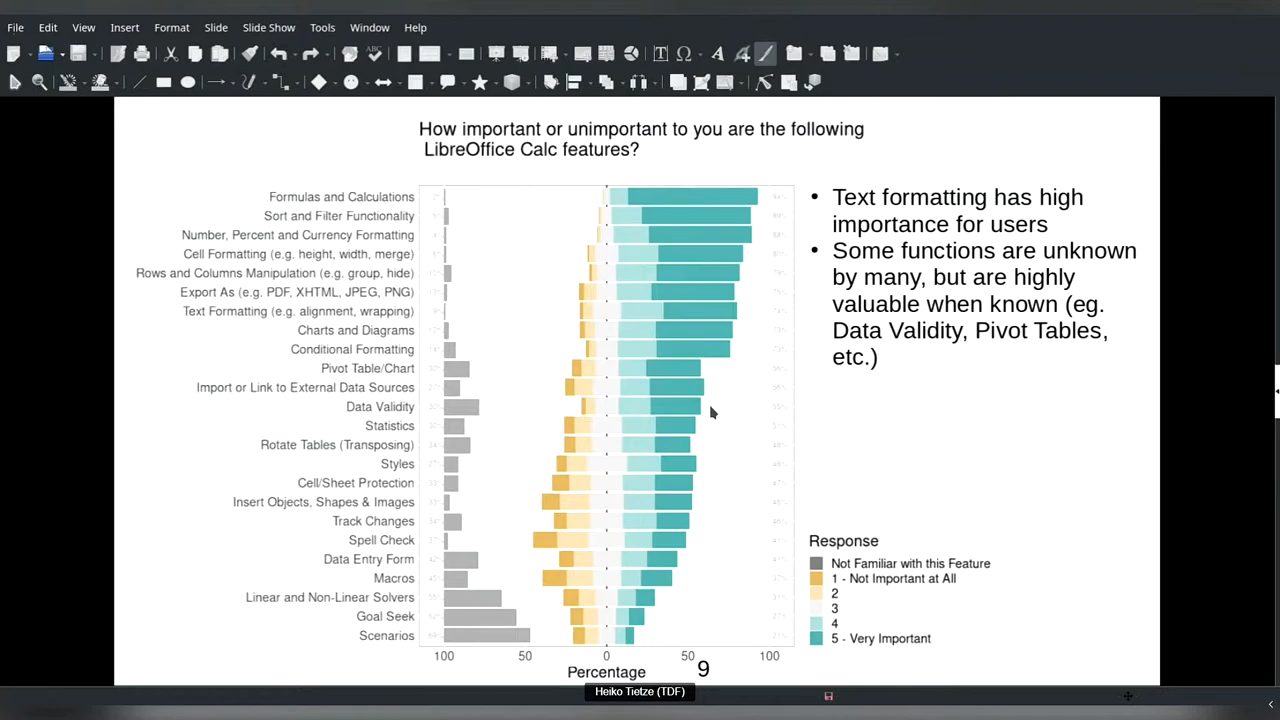 File Edit View Insert Format Slide Slide Show Tools Window Help
How important or unimportant to you are the following
LibreOffice Calc features?
Formulas and Calculations
Sort and Filter Functionality
Number, Percent and Currency Formatting
Cell Formatting (e.g. height, width, merge)
Rows and Columns Manipulation (e.g. group, hide)
Export As (e.g. PDF, XHTML, JPEG, PNG)
Text Formatting (e.g. alignment, wrapping)
Charts and Diagrams
Conditional Formatting
Pivot Table/Chart
Import or Link to External Data Sources
Data Validity
Statistics
Rotate Tables (Transposing)
Styles
Cell/Sheet Protection
Insert Objects, Shapes & Images
Track Changes
Spell Check
Data Entry Form
Macros
Linear and Non-Linear Solvers
Goal Seek
Scenarios
100 50 0 50 100
Percentage
9
• Text formatting has high
importance for users
• Some functions are unknown
by many, but are highly
valuable when known (eg.
Data Validity, Pivot Tables,
etc.)
Response
Not Familiar with this Feature
1 - Not Important at All
2
3
4
5 - Very Important
Heiko Tietze (TDF)